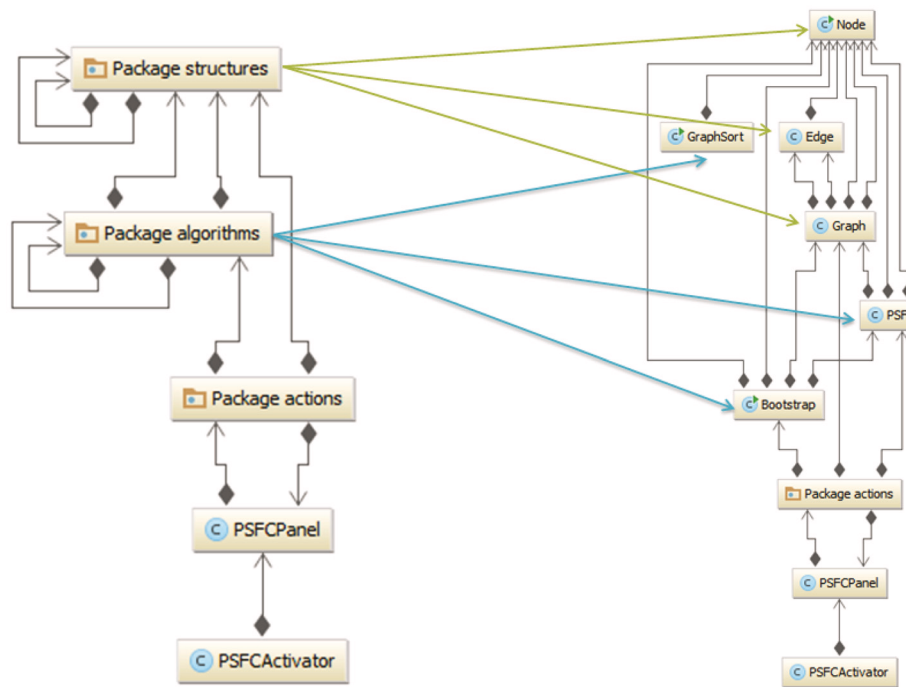 Package structures
Package algorithms
Package actions
PSFCPanel
PSFCActivator
Node
GraphSort
Edge
Graph
PSF
Bootstrap
Package actions
PSFCPanel
PSFCActivator